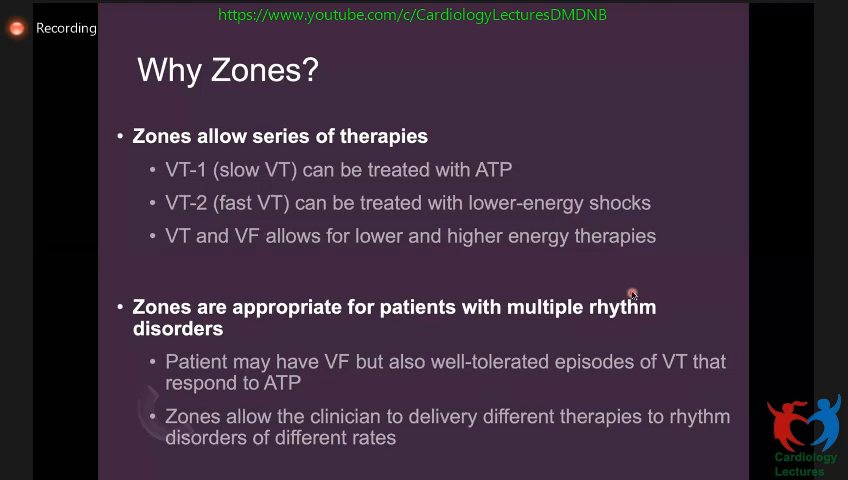 https://www.youtube.com/c/CardiologyLecturesDMDNB
Recording
Why Zones?
• Zones allow series of therapies
• VT-1 (slow VT) can be treated with ATP
• VT-2 (fast VT) can be treated with lower-energy shocks
• VT and VF allows for lower and higher energy therapies
• Zones are appropriate for patients with multiple rhythm
disorders
• Patient may have VF but also well-tolerated episodes of VT that
respond to ATP
• Zones allow the clinician to delivery different therapies to rhythm
disorders of different rates
Cardiology
Lectures